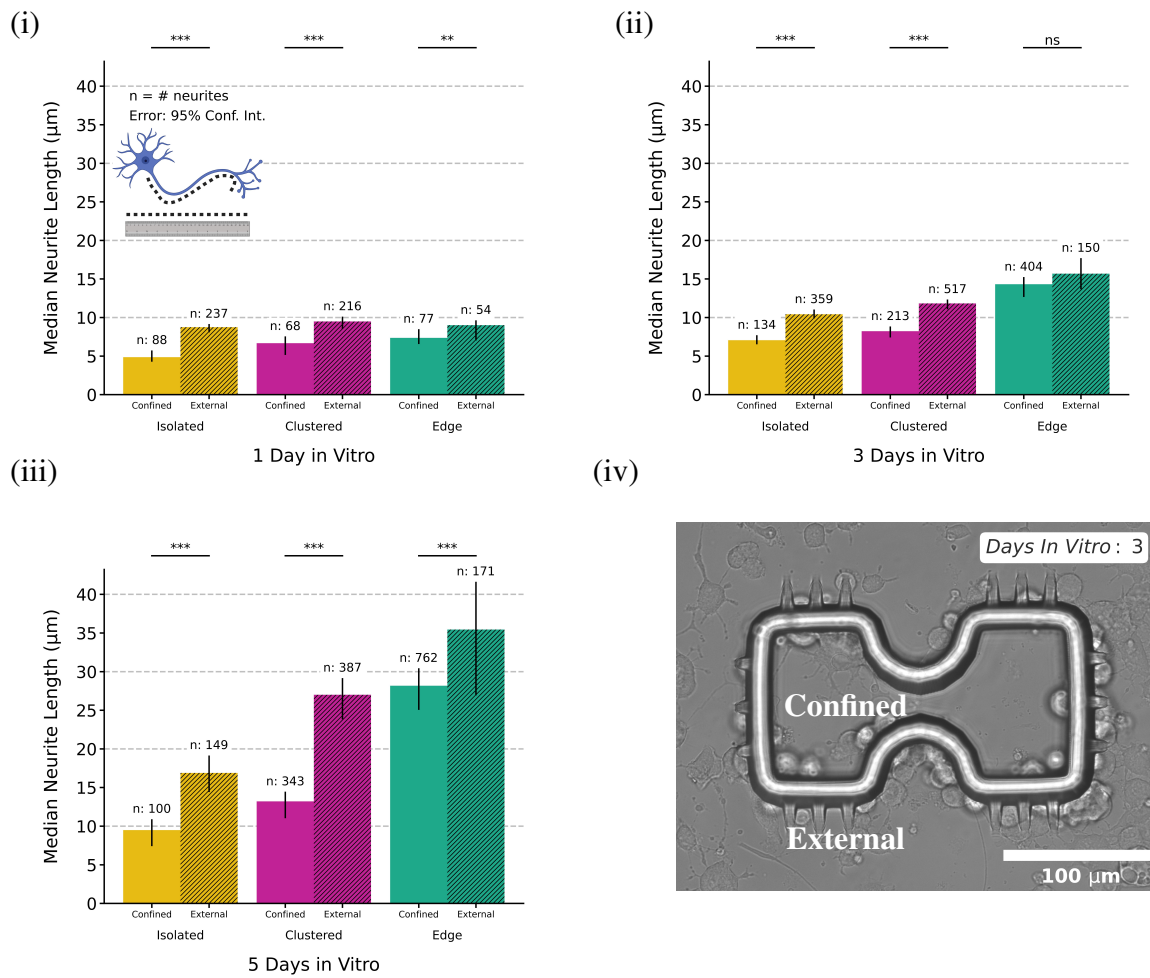 (i)
*** *** **
Median Neurite Length (μm)
40
35
30
25
20
15
10
5
0
n = # neurites
Error: 95% Conf. Int.
n: 88
n: 237
n: 68
n: 216
n: 77
n: 54
Confined External Confined External Confined External
Isolated Clustered Edge
1 Day in Vitro
(ii)
*** *** ns
Median Neurite Length (μm)
40
35
30
25
20
15
10
5
0
n: 134
n: 359
n: 213
n: 517
n: 404
n: 150
Confined External Confined External Confined External
Isolated Clustered Edge
3 Days in Vitro
(iii)
*** *** ***
Median Neurite Length (μm)
40
35
30
25
20
15
10
5
0
n: 100
n: 149
n: 343
n: 387
n: 762
n: 171
Confined External Confined External Confined External
Isolated Clustered Edge
5 Days in Vitro
(iv)
Days In Vitro : 3
Confined
External
100 μm